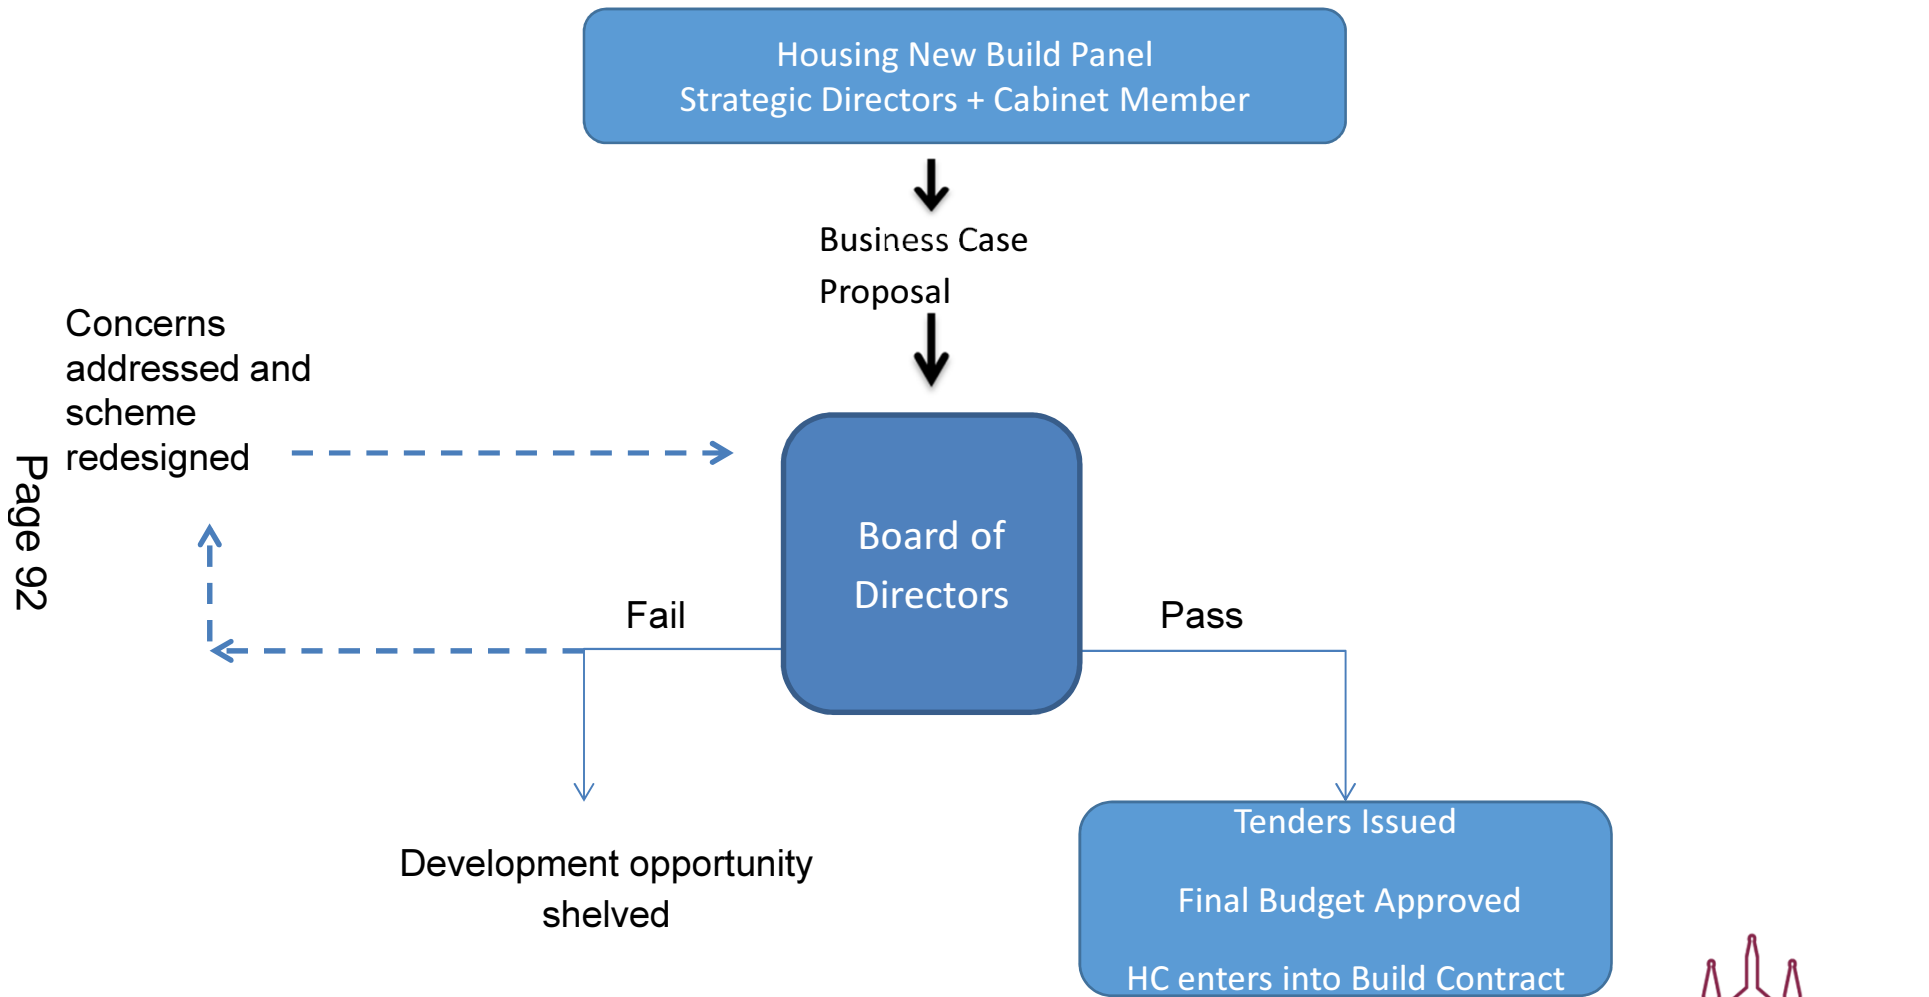 Housing New Build Panel
Strategic Directors + Cabinet Member
Business Case
Proposal
Concerns
addressed and
scheme
redesigned
Page 92
Board of
Directors
Fail
Pass
Development opportunity
shelved
Tenders Issued
Final Budget Approved
HC enters into Build Contract